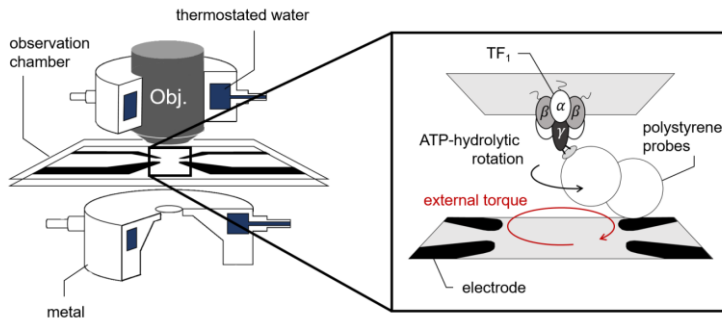 thermostated water
observation
chamber
Obj.
metal
TF₁
α
β
β
γ
ATP-hydrolytic
rotation
polystyrene
probes
external torque
electrode